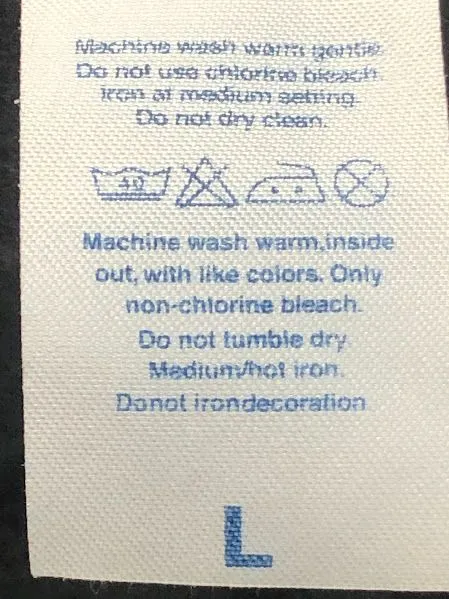 Machine wash warm gentle.
Do not use chlorine bleach.
Iron at medium setting.
Do not dry clean.
40
Machine wash warm,inside
out, with like colors. Only
non-chlorine bleach.
Do not tumble dry.
Medium/hot iron.
Donot irondecoration
L